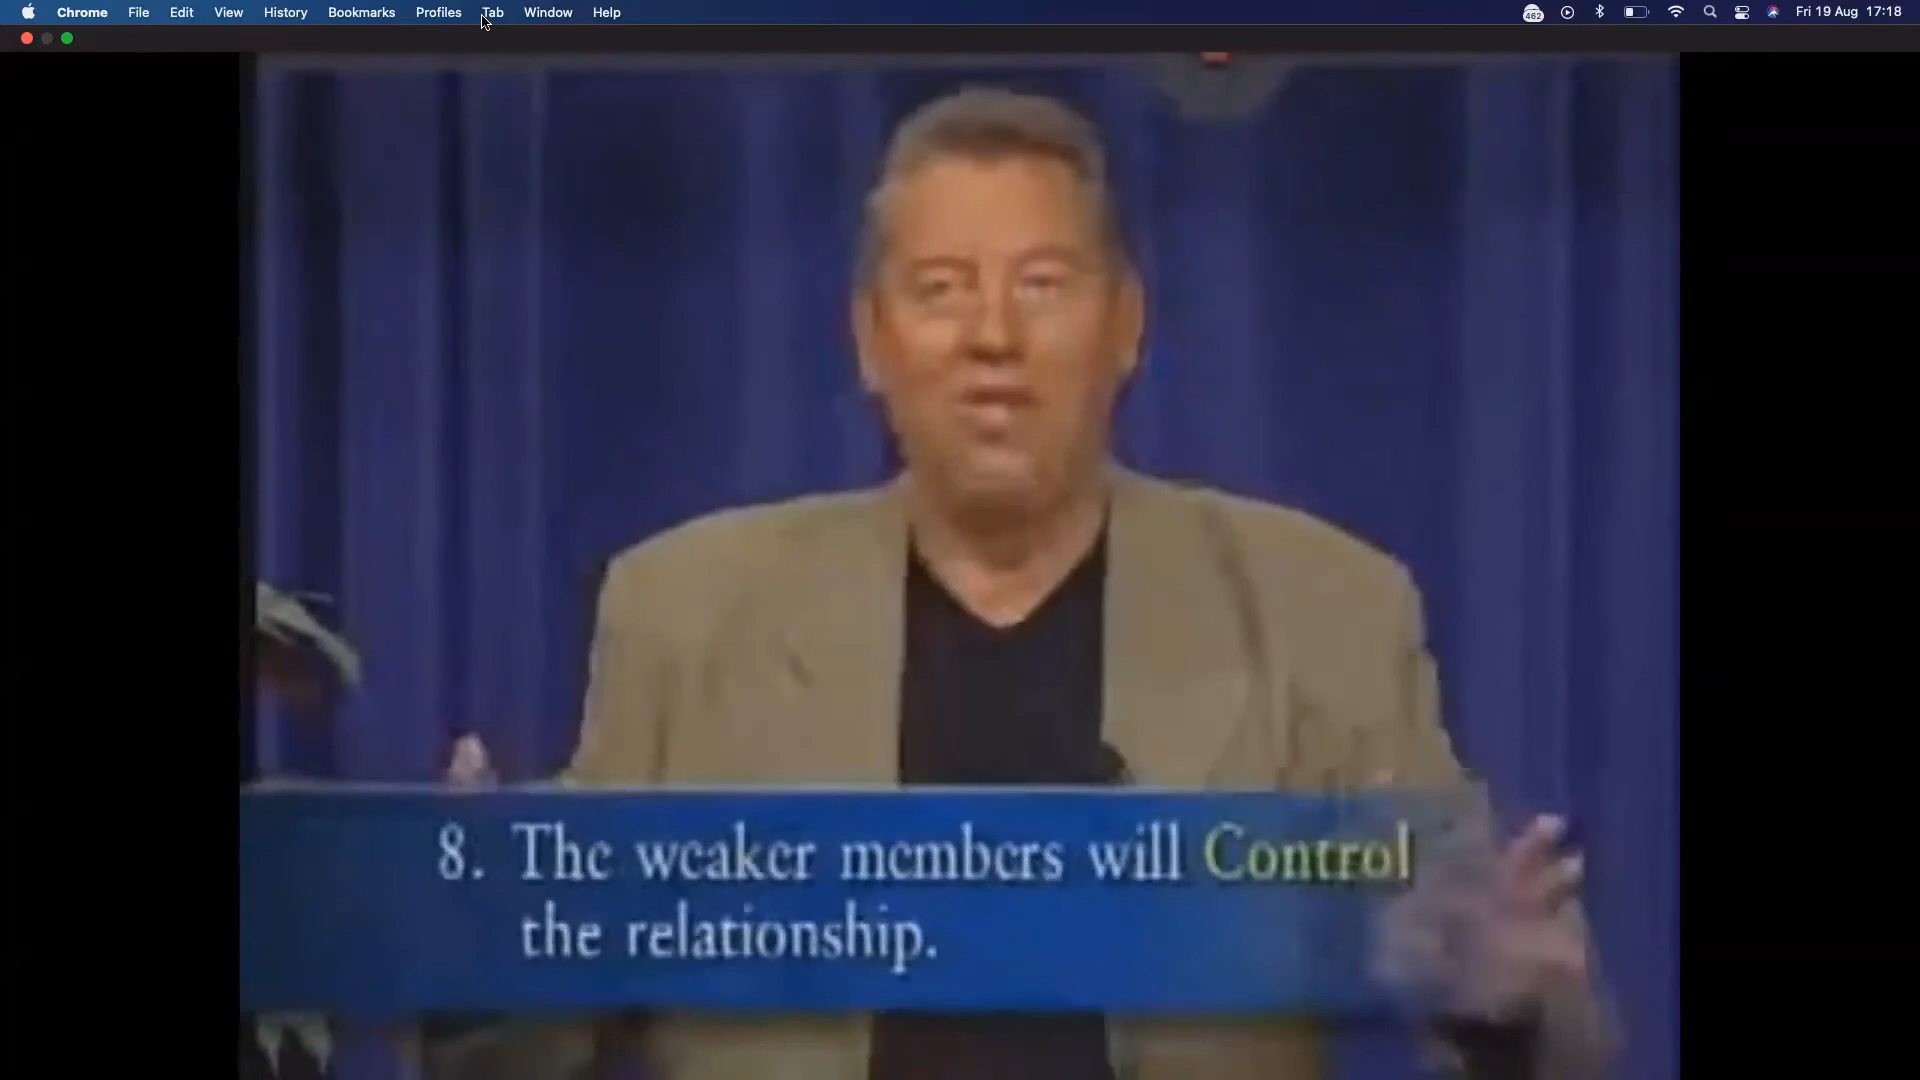 Chrome File Edit View History Bookmarks Profiles Tab Window Help
462
Fri 19 Aug 17:18
8. The weaker members will Control
the relationship.